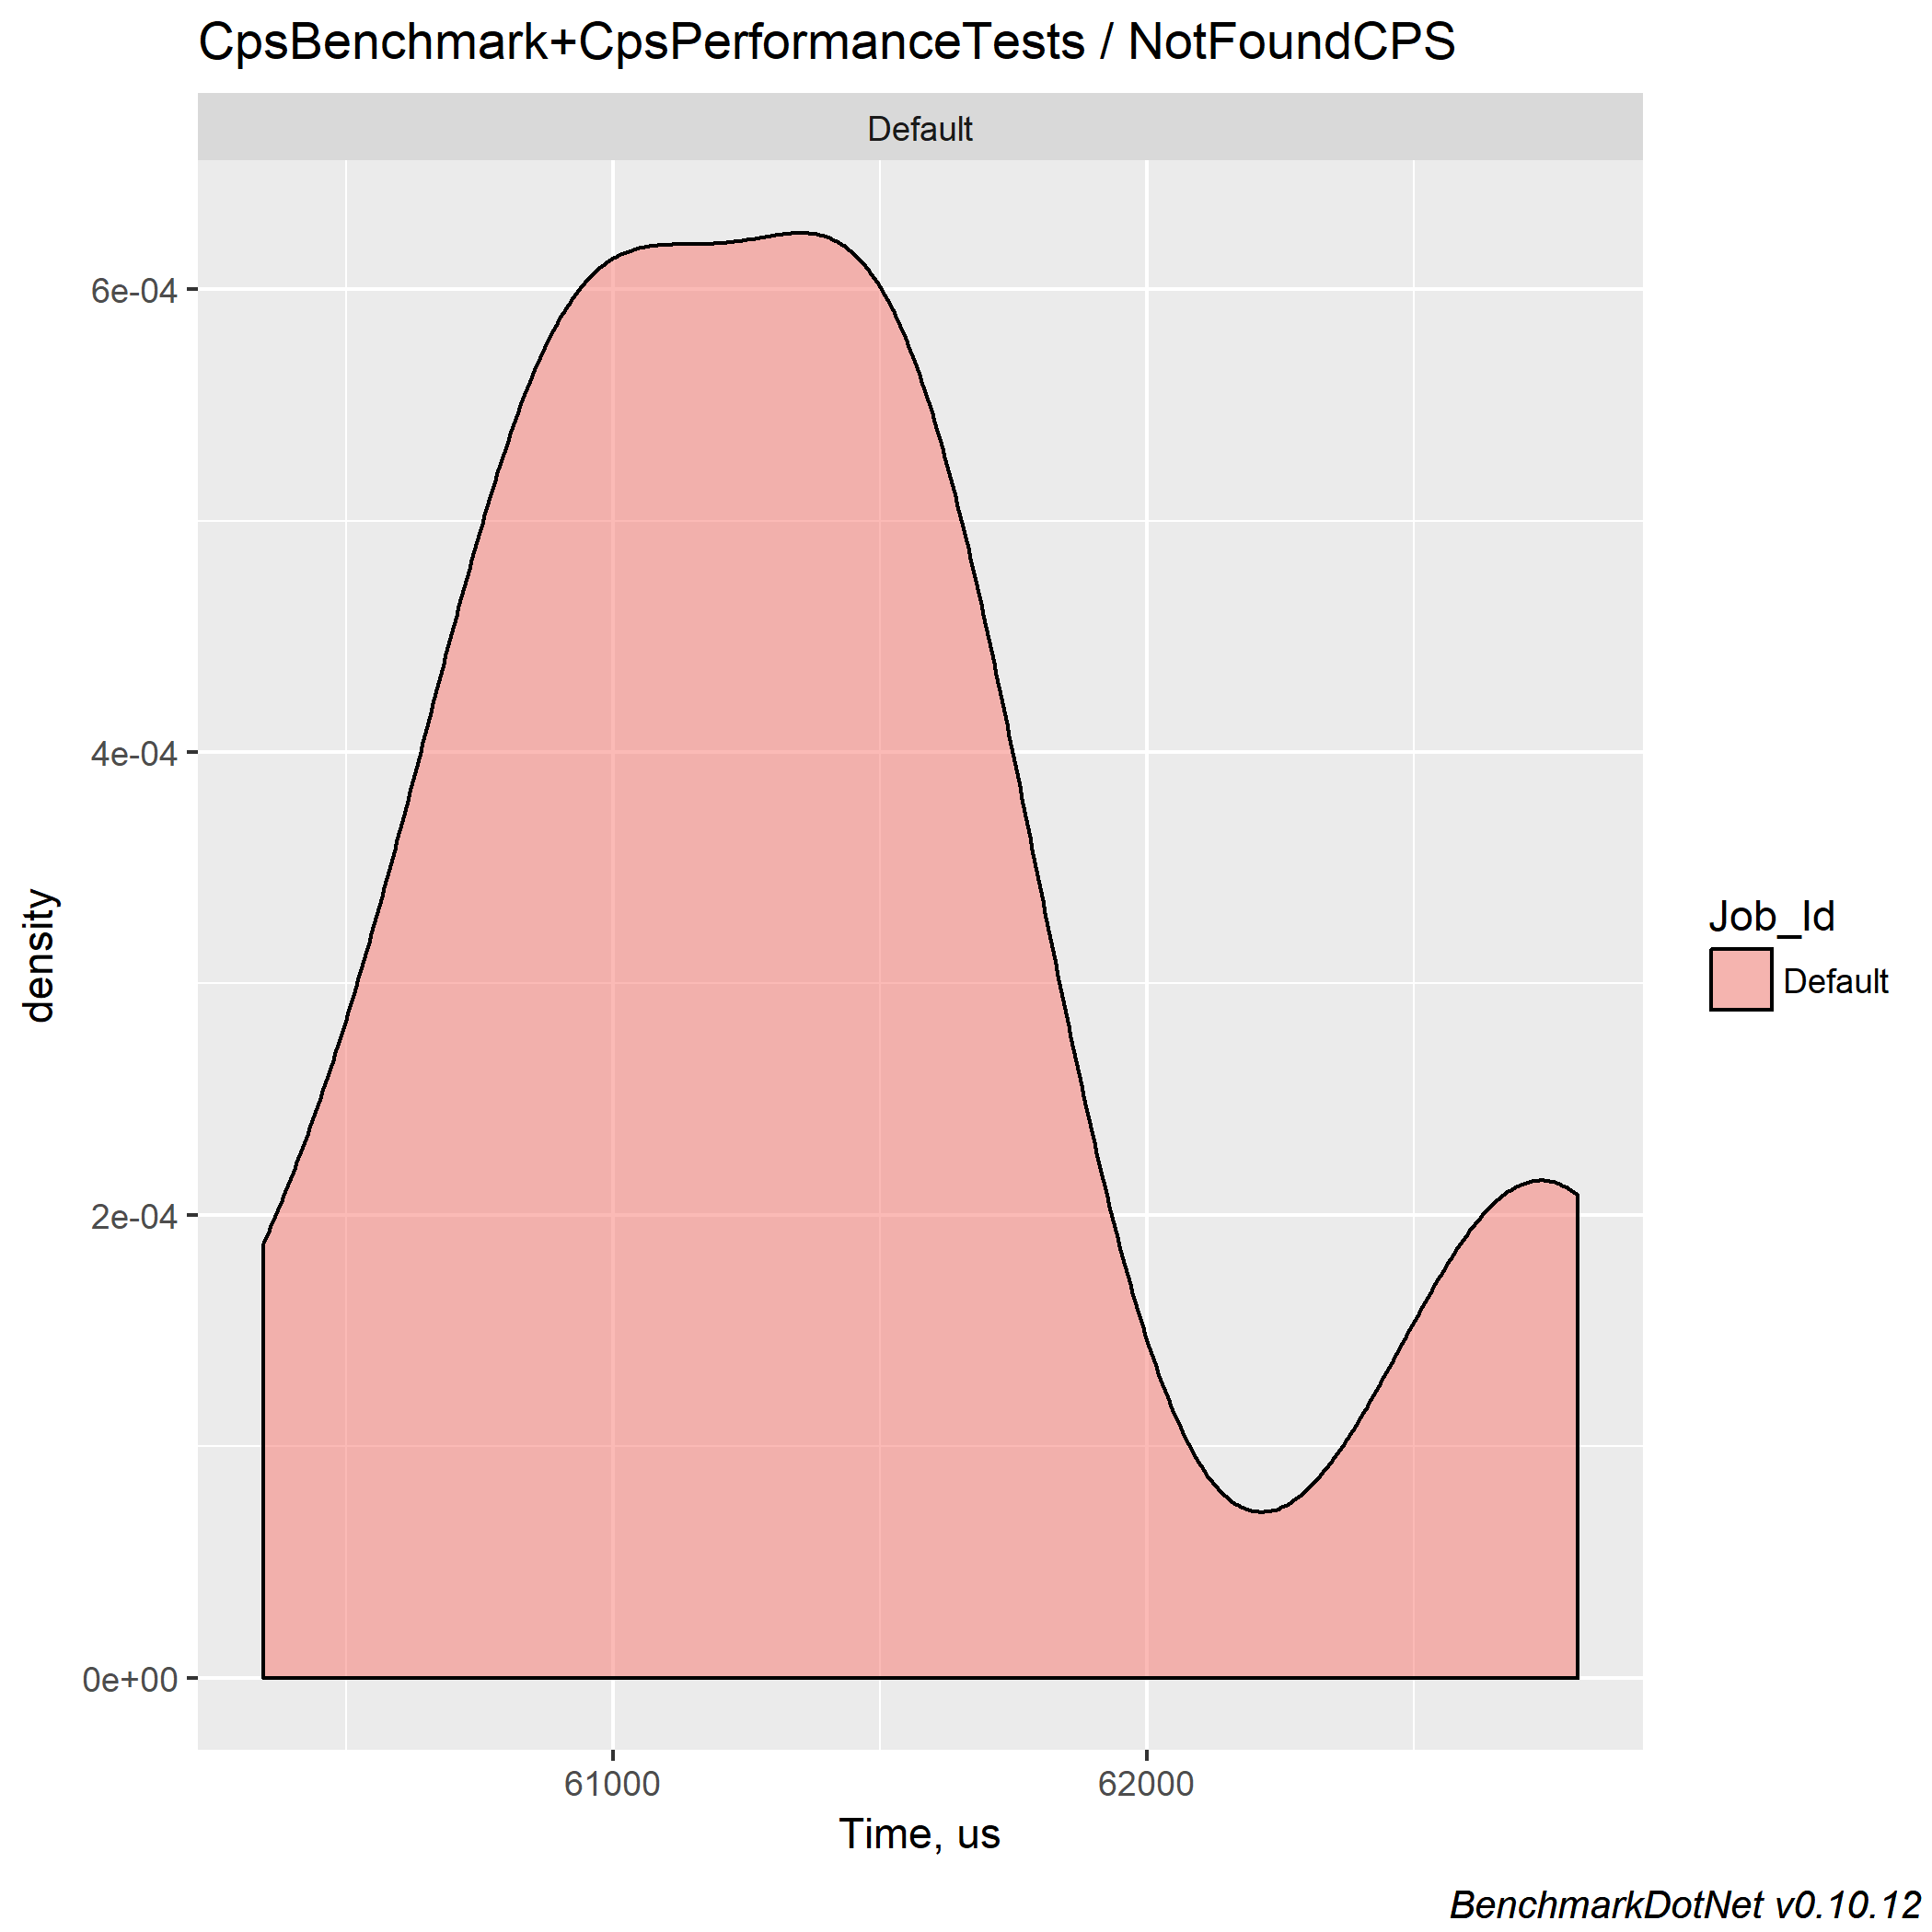 CpsBenchmark+CpsPerformanceTests / NotFoundCPS
Default
6e-04
4e-04
2e-04
0e+00
density
61000
62000
Time, us
Job_Id
Default
BenchmarkDotNet v0.10.12